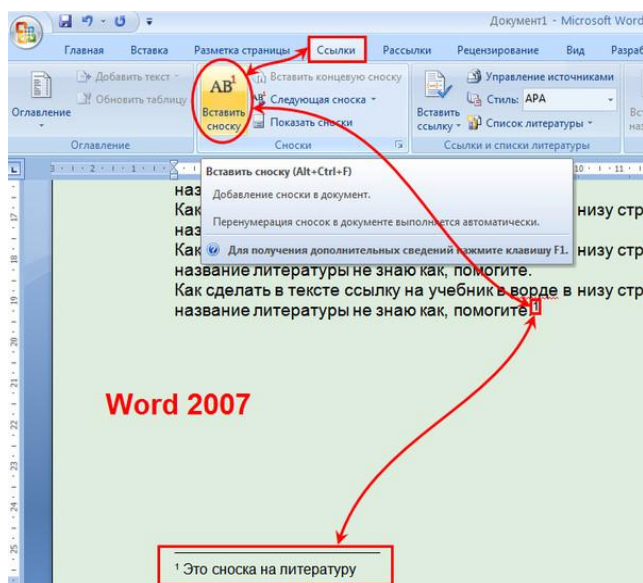 Документ1 - Microsoft Word
Главная Вставка Разметка страницы Ссылки Рассылки Рецензирование Вид Разраб
Оглавление
Добавить текст
Обновить таблицу
Оглавление
AB¹
Вставить сноску
Вставить концевую сноску
AB¹ Следующая сноска
Показать сноски
Сноски
Вставить ссылку
Управление источниками
Стиль: APA
Список литературы
Ссылки и списки литературы
Вставить сноску (Alt+Ctrl+F)
Добавление сноски в документ.
Перенумерация сносок в документе выполняется автоматически.
Для получения дополнительных сведений нажмите клавишу F1.
наз
Как низу стр
наз
Как низу стр
название литературы не знаю как, помогите.
Как сделать в тексте ссылку на учебник в ворде в низу стр
название литературы не знаю как, помогите.¹
Word 2007
¹ Это сноска на литературу